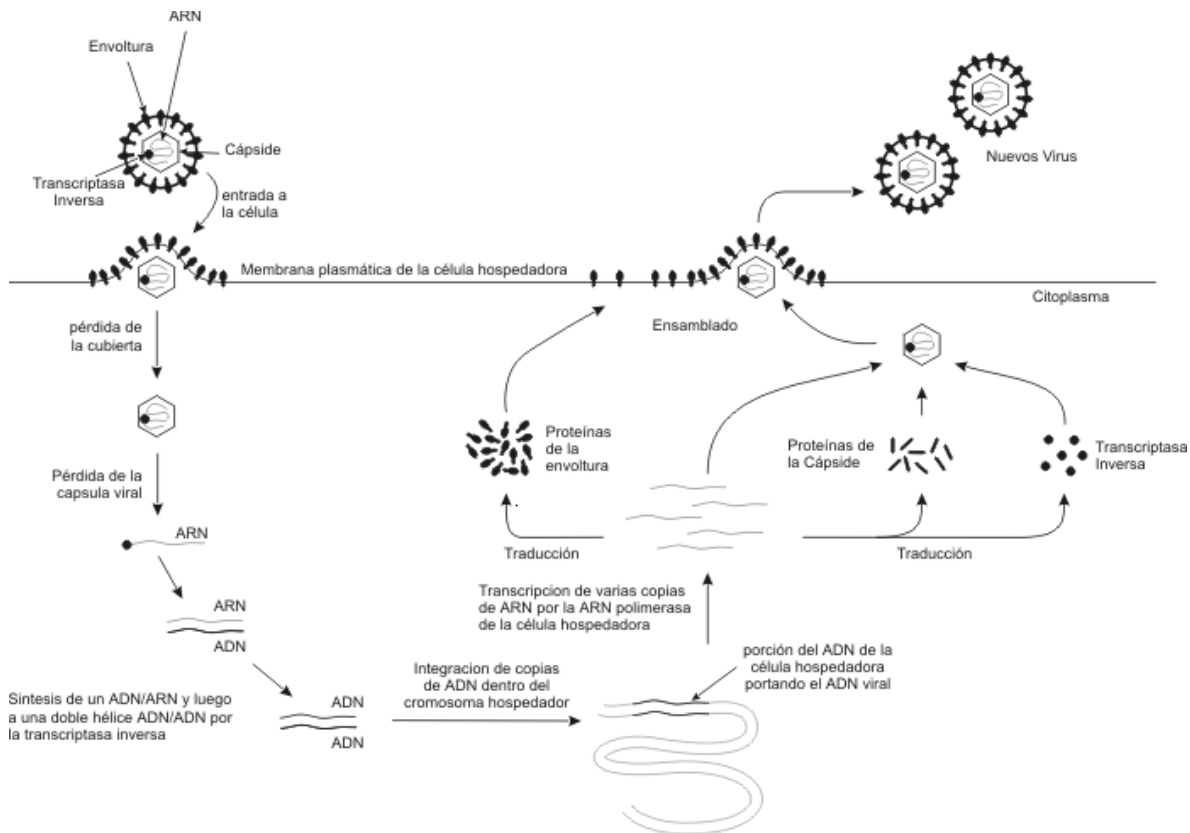 ARN
Envoltura
Cápside
Transcriptasa
Inversa
entrada a
la célula
Nuevos Virus
Membrana plasmática de la célula hospedadora
Citoplasma
pérdida de
la cubierta
Ensamblado
Proteínas
de la
envoltura
Proteínas de
la Cápside
Transcriptasa
Inversa
Pérdida de la
capsula viral
ARN
Traducción
Traducción
ARN
ADN
Transcripcion de varias copias
de ARN por la ARN polimerasa
de la célula hospedadora
Sintesis de un ADN/ARN y luego
a una doble hélice ADN/ADN por
la transcriptasa inversa
ADN
ADN
Integracion de copias
de ADN dentro del
cromosoma hospedador
porción del ADN de la
célula hospedadora
portando el ADN viral